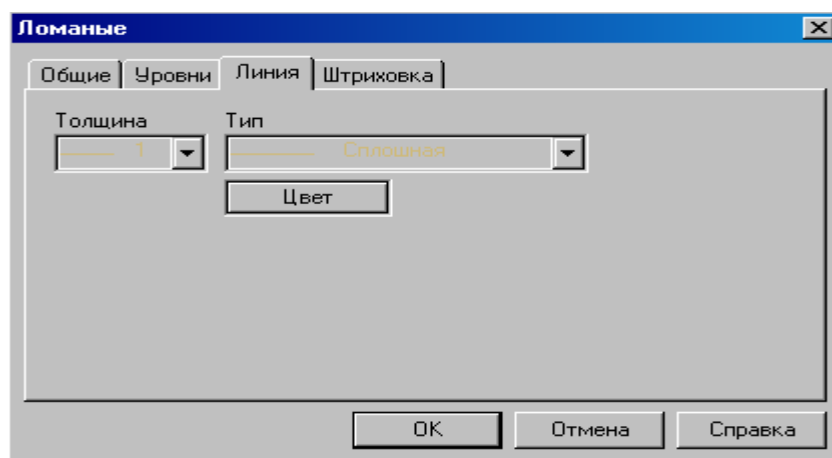 Ломаные
Общие Уровни Линия Штриховка
Толщина Тип
1 Сплошная
Цвет
OK Отмена Справка